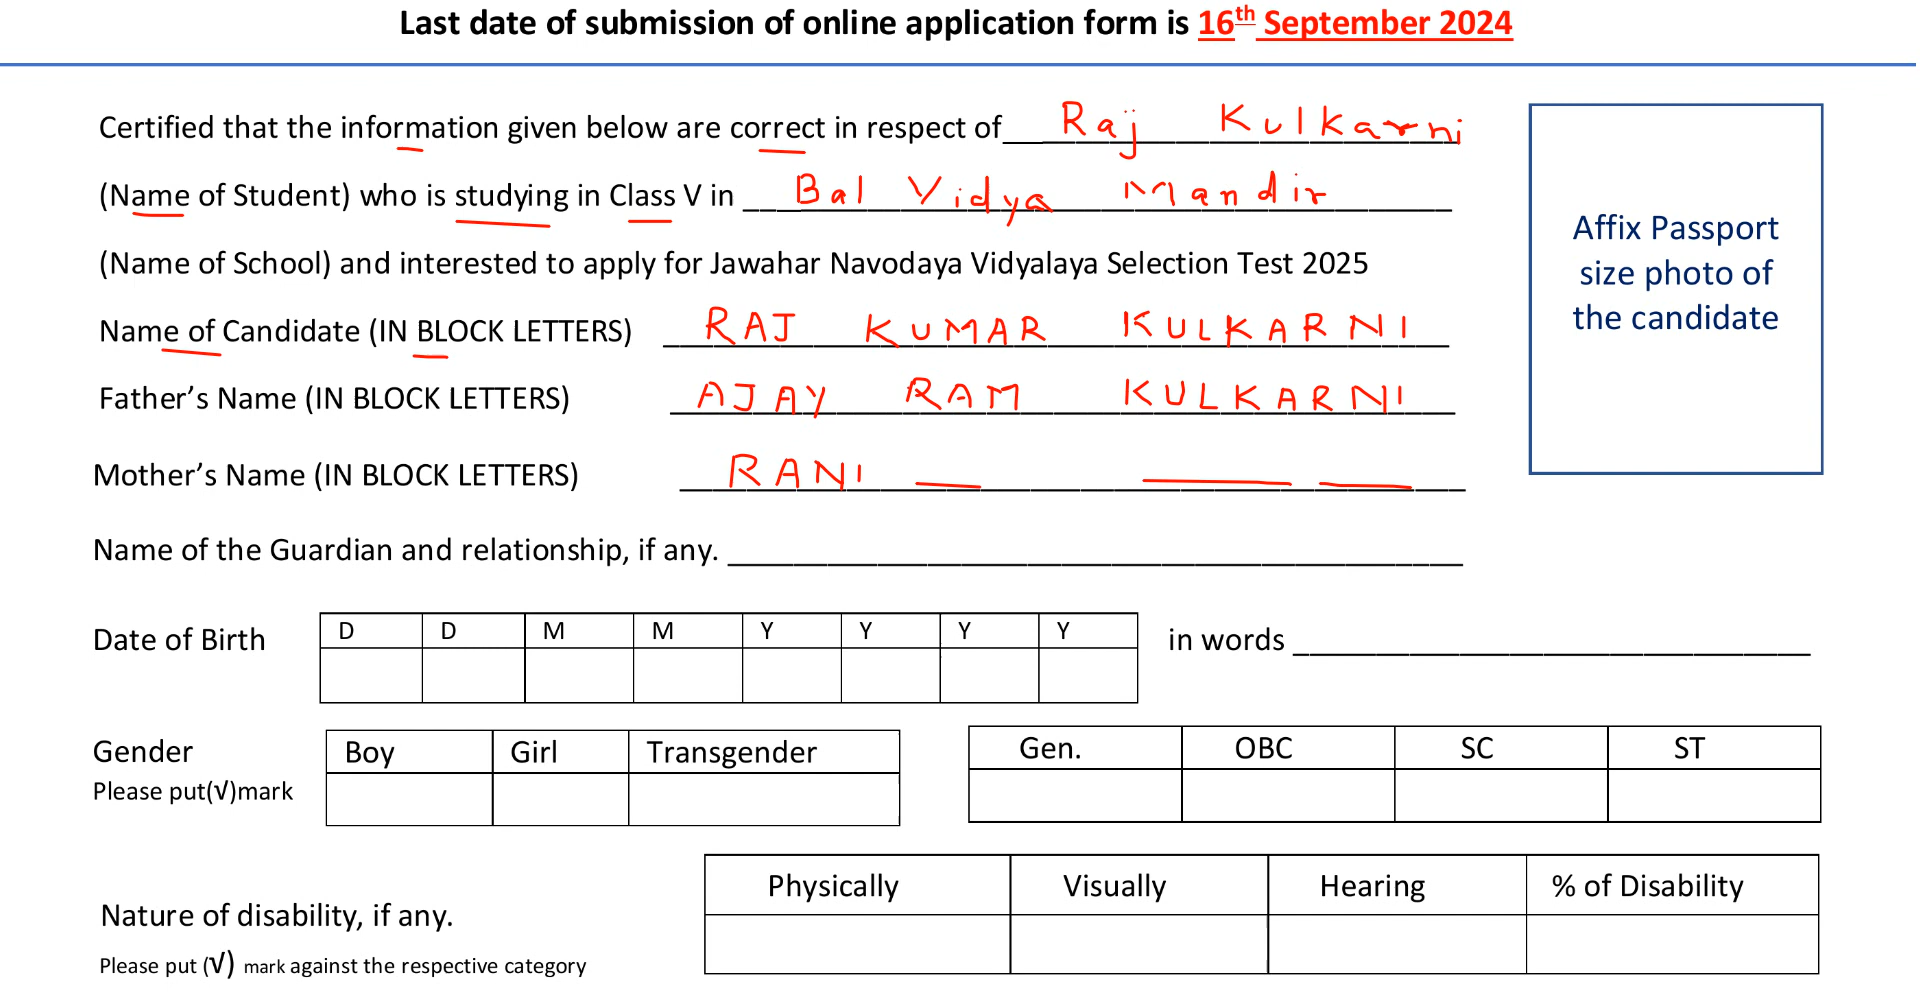 Last date of submission of online application form is 16th September 2024
Certified that the information given below are correct in respect of Raj Kulkarni
(Name of Student) who is studying in Class V in Bal Vidya Mandir
(Name of School) and interested to apply for Jawahar Navodaya Vidyalaya Selection Test 2025
Name of Candidate (IN BLOCK LETTERS) RAJ KUMAR KULKARNI
Father’s Name (IN BLOCK LETTERS) AJAY RAM KULKARNI
Mother’s Name (IN BLOCK LETTERS) RANI
Affix Passport
size photo of
the candidate
Name of the Guardian and relationship, if any.
Date of Birth D D M M Y Y Y Y in words
Gender Boy Girl Transgender Gen. OBC SC ST
Please put(√)mark
Physically Visually Hearing % of Disability
Nature of disability, if any.
Please put (√) mark against the respective category